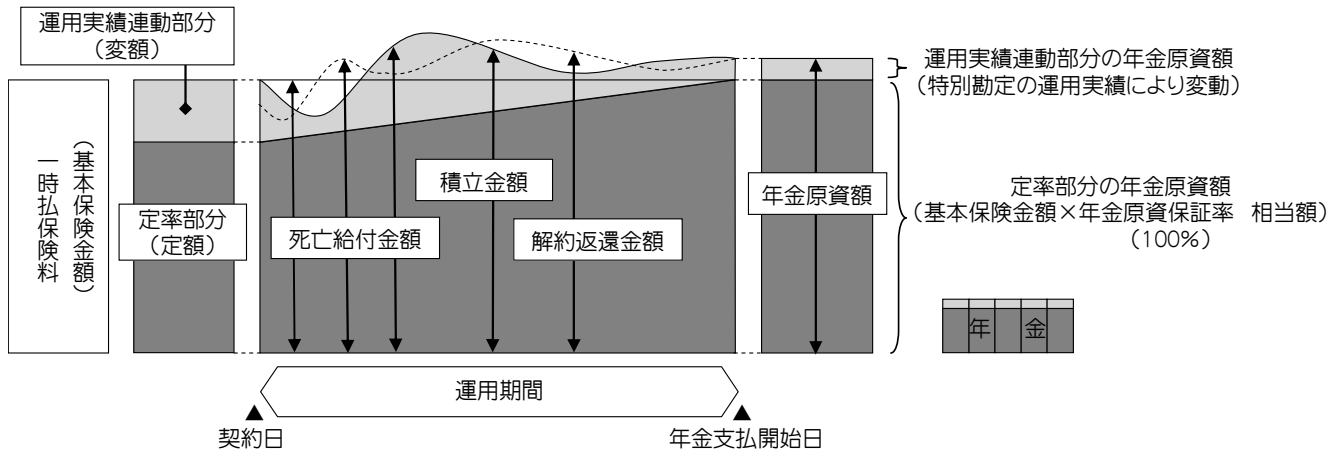 運用実績連動部分
（変額）
（基本保険金額）
一時払保険料
定率部分
（定額）
死亡給付金額
積立金額
解約返還金額
年金原資額
運用実績連動部分の年金原資額
（特別勘定の運用実績により変動）
定率部分の年金原資額
（基本保険金額×年金原資保証率 相当額）
（100%）
年 金
運用期間
契約日
年金支払開始日